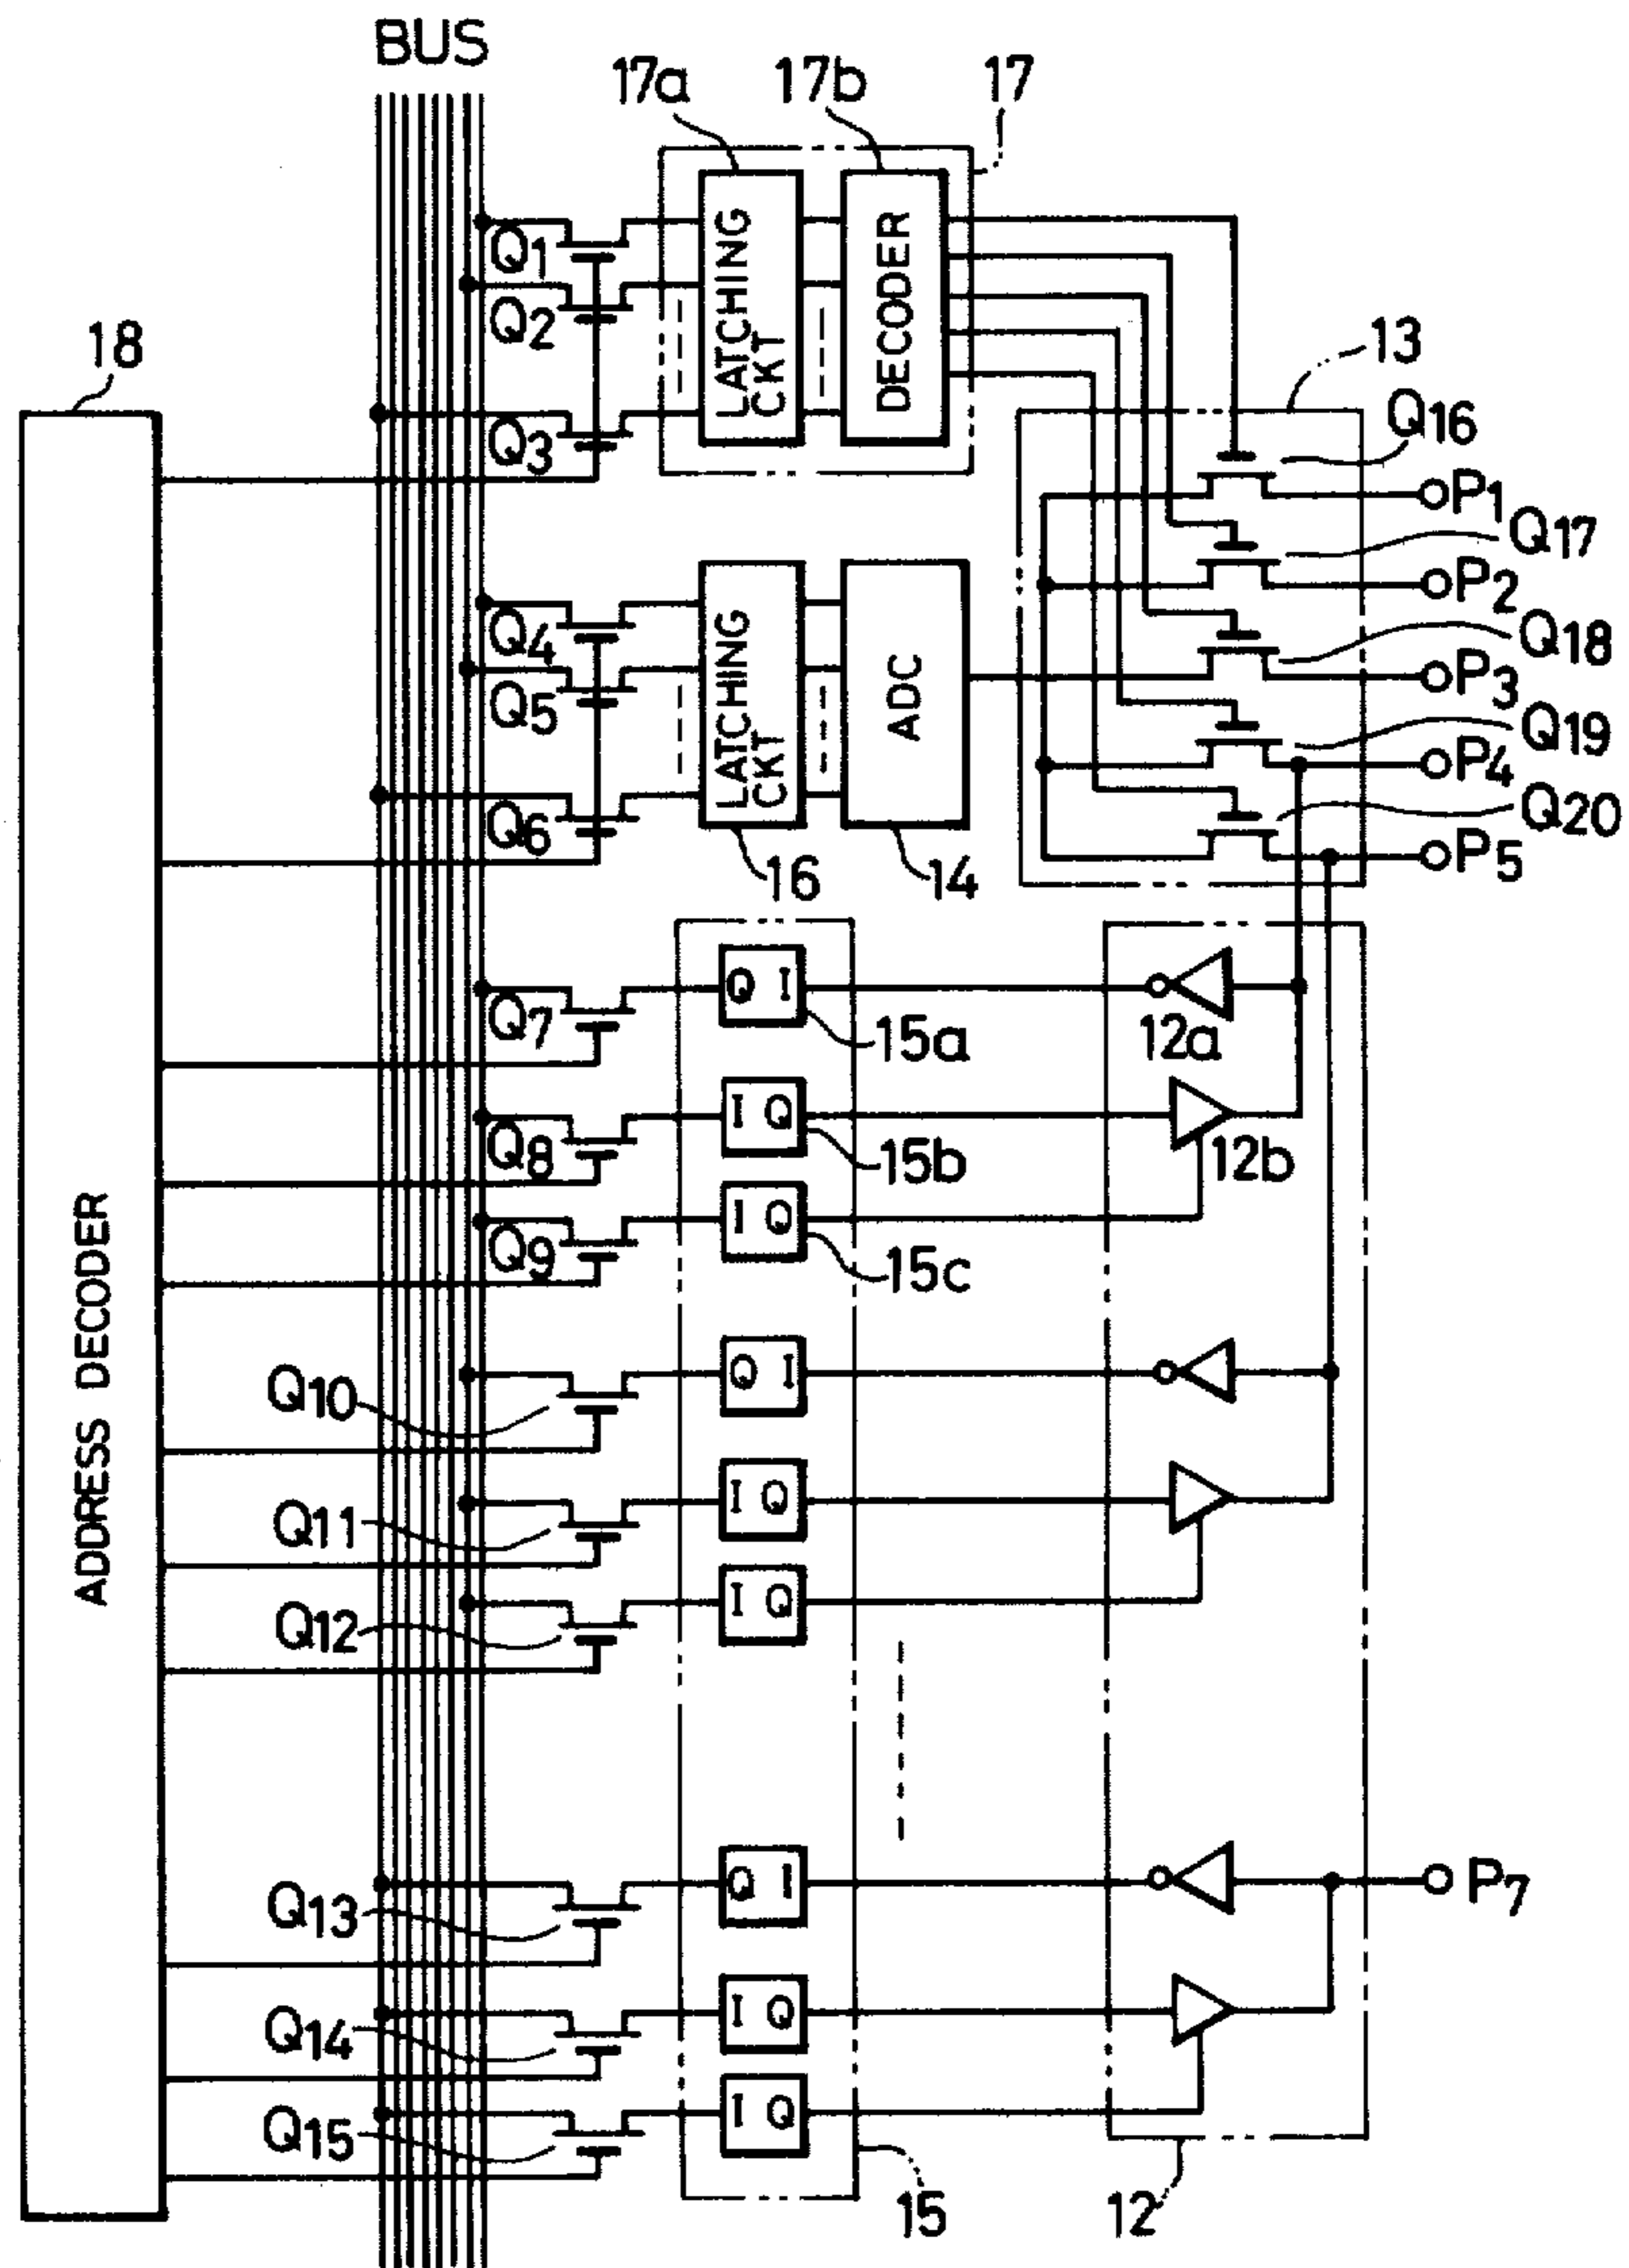 BUS
17a
17b
17
LATCHING
CKT
DECODER
Q1
Q2
Q3
18
13
Q16
P1
Q17
P2
Q18
P3
Q19
P4
Q20
P5
Q4
Q5
Q6
LATCHING
CKT
ADC
16
14
Q I
Q7
15a
12a
I Q
Q8
15b
12b
I Q
Q9
15c
ADDRESS DECODER
Q I
Q10
I Q
Q11
I Q
Q12
Q I
Q13
P7
I Q
Q14
I Q
Q15
15
12